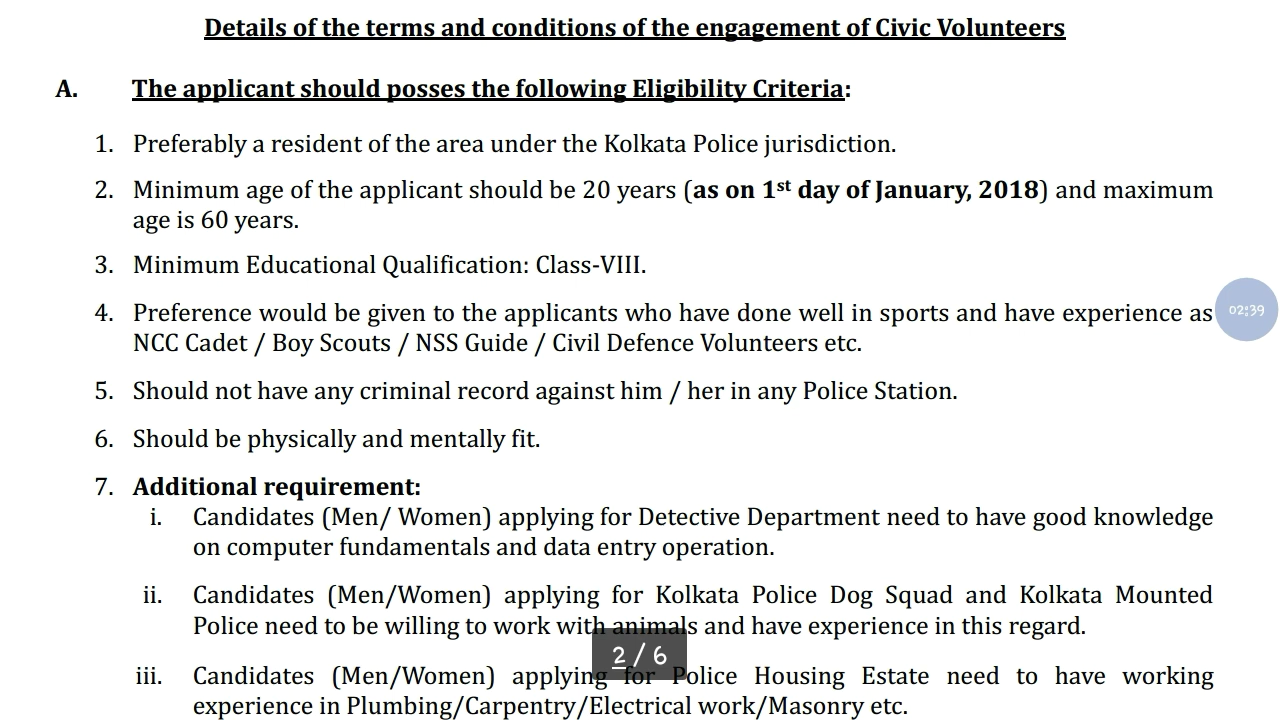 Details of the terms and conditions of the engagement of Civic Volunteers
A. The applicant should posses the following Eligibility Criteria:
1. Preferably a resident of the area under the Kolkata Police jurisdiction.
2. Minimum age of the applicant should be 20 years (as on 1st day of January, 2018) and maximum
age is 60 years.
3. Minimum Educational Qualification: Class-VIII.
4. Preference would be given to the applicants who have done well in sports and have experience as
NCC Cadet / Boy Scouts / NSS Guide / Civil Defence Volunteers etc.
02:39
5. Should not have any criminal record against him / her in any Police Station.
6. Should be physically and mentally fit.
7. Additional requirement:
i. Candidates (Men/ Women) applying for Detective Department need to have good knowledge
on computer fundamentals and data entry operation.
ii. Candidates (Men/Women) applying for Kolkata Police Dog Squad and Kolkata Mounted
Police need to be willing to work with animals and have experience in this regard.
2 / 6
iii. Candidates (Men/Women) applying for Police Housing Estate need to have working
experience in Plumbing/Carpentry/Electrical work/Masonry etc.